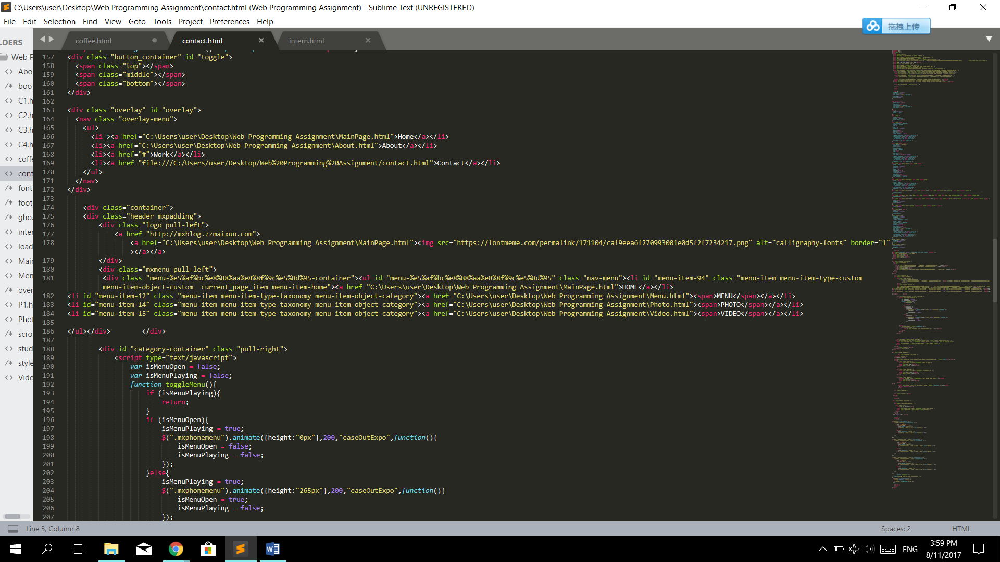 C:\Users\user\Desktop\Web Programming Assignment\contact.html (Web Programming Assignment) - Sublime Text (UNREGISTERED)
File Edit Selection Find View Goto Tools Project Preferences Help
拖拽上传
LDERS
coffee.html
contact.html
intern.html
Web P
Abo
boot
C1.h
C2.h
C3.h
C4.h
coffe
cont
font
foot
gho.
inter
load
Main
Men
over
P1.h
Phot
scro
stud
style
Vide
157 <div class="button_container" id="toggle">
158 <span class="top"></span>
159 <span class="middle"></span>
160 <span class="bottom"></span>
161 </div>
162
163 <div class="overlay" id="overlay">
164 <nav class="overlay-menu">
165 <ul>
166 <li ><a href="C:\Users\user\Desktop\Web Programming Assignment\MainPage.html">Home</a></li>
167 <li><a href="C:\Users\user\Desktop\Web Programming Assignment\About.html">About</a></li>
168 <li><a href="#">Work</a></li>
169 <li><a href="file:///C:/Users/user/Desktop/Web%20Programming%20Assignment/contact.html">Contact</a></li>
170 </ul>
171 </nav>
172 </div>
173
174 <div class="container">
175 <div class="header mxpadding">
176 <div class="logo pull-left">
177 <a href="http://mxblog.zzmaixun.com">
178 <a href="C:\Users\user\Desktop\Web Programming Assignment\MainPage.html"><img src="https://fontmeme.com/permalink/171104/caf9eea6f270993001e0d5f2f7234217.png" alt="calligraphy-fonts" border="1"
></a></a>
179 </div>
180 <div class="mxmenu pull-left">
181 <div class="menu-%e5%af%bc%e8%88%aa%e8%8f%9c%e5%8d%95-container"><ul id="menu-%e5%af%bc%e8%88%aa%e8%8f%9c%e5%8d%95" class="nav-menu"><li id="menu-item-94" class="menu-item menu-item-type-custom
menu-item-object-custom  current_page_item menu-item-home"><a href="C:\Users\user\Desktop\Web Programming Assignment\MainPage.html">HOME</a></li>
182 <li id="menu-item-12" class="menu-item menu-item-type-taxonomy menu-item-object-category"><a href="C:\Users\user\Desktop\Web Programming Assignment\Menu.html"><span>MENU</span></a></li>
183 <li id="menu-item-14" class="menu-item menu-item-type-taxonomy menu-item-object-category"><a href="C:\Users\user\Desktop\Web Programming Assignment\Photo.html"><span>PHOTO</span></a></li>
184 <li id="menu-item-15" class="menu-item menu-item-type-taxonomy menu-item-object-category"><a href="C:\Users\user\Desktop\Web Programming Assignment\Video.html"><span>VIDEO</span></a></li>
185
186 </ul></div> </div>
187
188 <div id="category-container" class="pull-right">
189 <script type="text/javascript">
190 var isMenuOpen = false;
191 var isMenuPlaying = false;
192 function toggleMenu(){
193 if (isMenuPlaying){
194 return;
195 }
196 if (isMenuOpen){
197 isMenuPlaying = true;
198 $(".mxphonemenu").animate({height:"0px"},200,"easeOutExpo",function(){
199 isMenuOpen = false;
200 isMenuPlaying = false;
201 });
202 }else{
203 isMenuPlaying = true;
204 $(".mxphonemenu").animate({height:"265px"},200,"easeOutExpo",function(){
205 isMenuOpen = true;
206 isMenuPlaying = false;
207 });
Line 3, Column 8
Spaces: 2
HTML
ENG
3:59 PM
8/11/2017